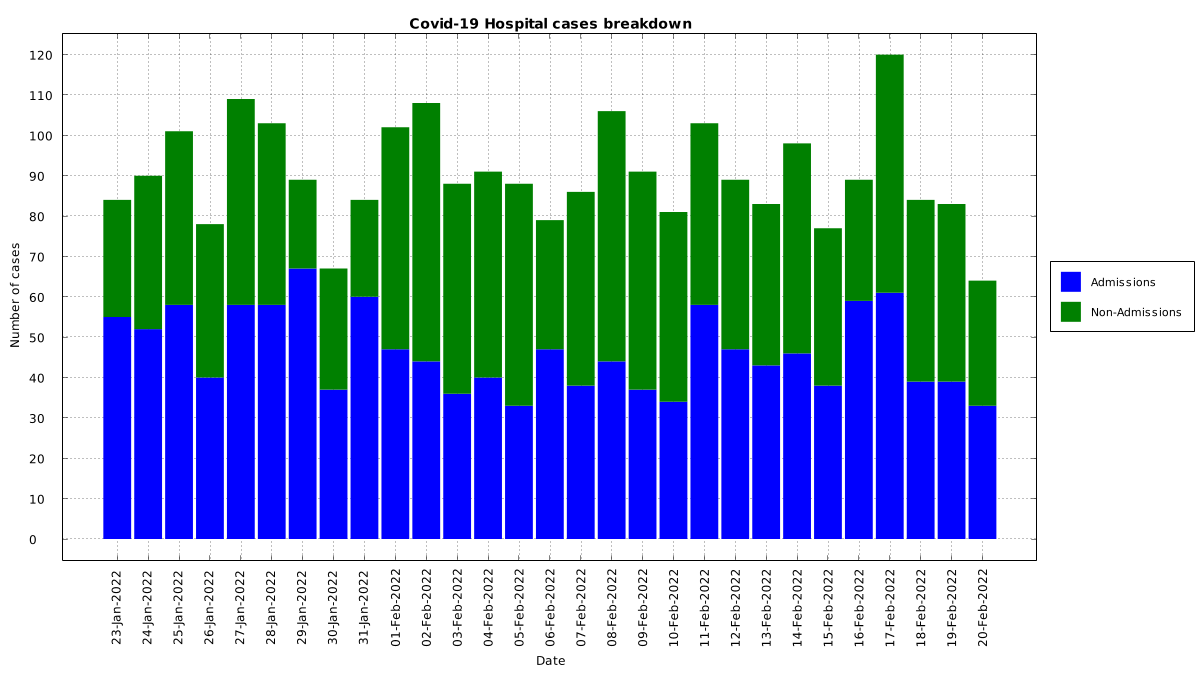 Covid-19 Hospital cases breakdown
120
110
100
90
80
70
60
50
40
30
20
10
0
Number of cases
23-Jan-2022
24-Jan-2022
25-Jan-2022
26-Jan-2022
27-Jan-2022
28-Jan-2022
29-Jan-2022
30-Jan-2022
31-Jan-2022
01-Feb-2022
02-Feb-2022
03-Feb-2022
04-Feb-2022
05-Feb-2022
06-Feb-2022
07-Feb-2022
08-Feb-2022
09-Feb-2022
10-Feb-2022
11-Feb-2022
12-Feb-2022
13-Feb-2022
14-Feb-2022
15-Feb-2022
16-Feb-2022
17-Feb-2022
18-Feb-2022
19-Feb-2022
20-Feb-2022
Date
Admissions
Non-Admissions